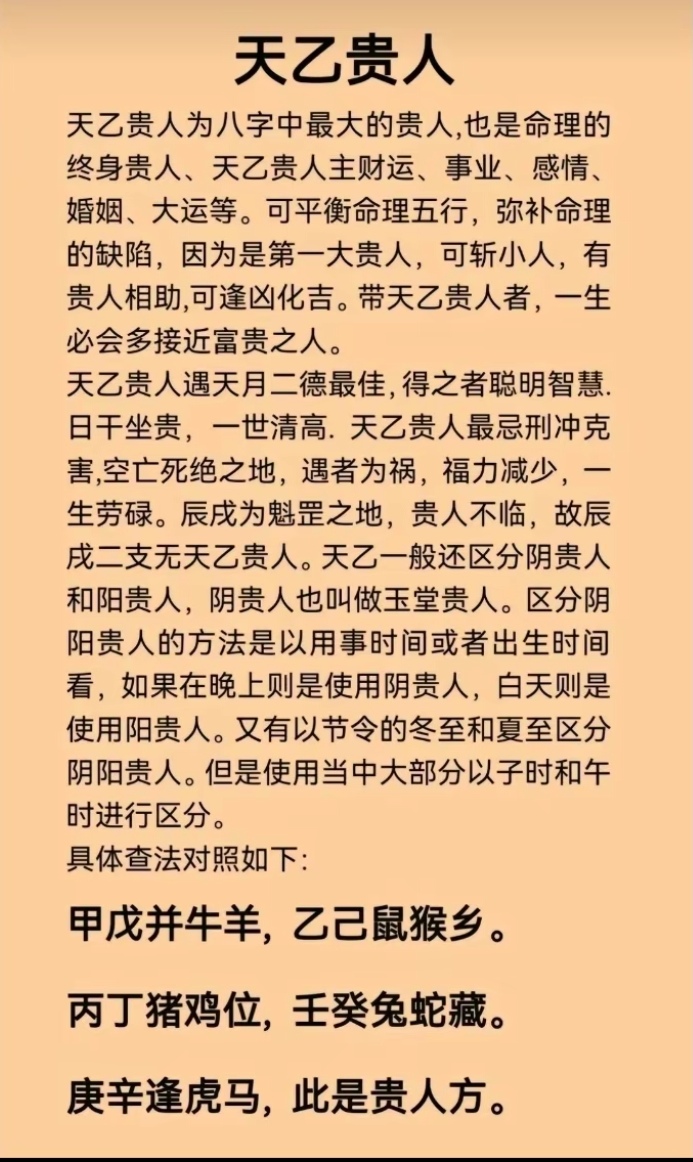 天乙贵人
天乙贵人为八字中最大的贵人,也是命理的
终身贵人、天乙贵人主财运、事业、感情、
婚姻、大运等。可平衡命理五行，弥补命理
的缺陷，因为是第一大贵人，可斩小人，有
贵人相助,可逢凶化吉。带天乙贵人者，一生
必会多接近富贵之人。
天乙贵人遇天月二德最佳,得之者聪明智慧.
日干坐贵，一世清高. 天乙贵人最忌刑冲克
害,空亡死绝之地，遇者为祸，福力减少，一
生劳碌。辰戌为魁罡之地，贵人不临，故辰
戌二支无天乙贵人。天乙一般还区分阴贵人
和阳贵人，阴贵人也叫做玉堂贵人。区分阴
阳贵人的方法是以用事时间或者出生时间
看，如果在晚上则是使用阴贵人，白天则是
使用阳贵人。又有以节令的冬至和夏至区分
阴阳贵人。但是使用当中大部分以子时和午
时进行区分。
具体查法对照如下：
甲戊并牛羊，乙己鼠猴乡。
丙丁猪鸡位，壬癸兔蛇藏。
庚辛逢虎马，此是贵人方。